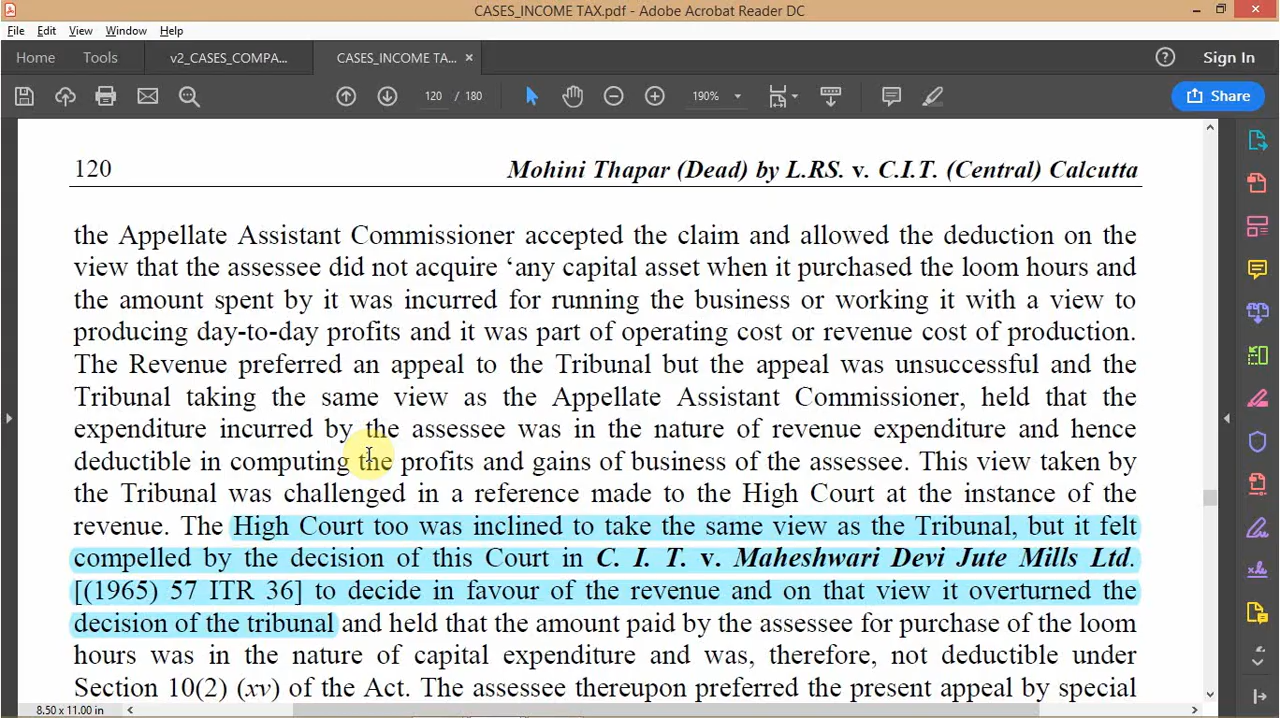 CASES_INCOME TAX.pdf - Adobe Acrobat Reader DC
File Edit View Window Help
Home Tools v2_CASES_COMPA... CASES_INCOME TA... ×
Sign In
120 / 180
190%
Share
120 Mohini Thapar (Dead) by L.RS. v. C.I.T. (Central) Calcutta
the Appellate Assistant Commissioner accepted the claim and allowed the deduction on the
view that the assessee did not acquire ‘any capital asset when it purchased the loom hours and
the amount spent by it was incurred for running the business or working it with a view to
producing day-to-day profits and it was part of operating cost or revenue cost of production.
The Revenue preferred an appeal to the Tribunal but the appeal was unsuccessful and the
Tribunal taking the same view as the Appellate Assistant Commissioner, held that the
expenditure incurred by the assessee was in the nature of revenue expenditure and hence
deductible in computing the profits and gains of business of the assessee. This view taken by
the Tribunal was challenged in a reference made to the High Court at the instance of the
revenue. The High Court too was inclined to take the same view as the Tribunal, but it felt
compelled by the decision of this Court in C. I. T. v. Maheshwari Devi Jute Mills Ltd.
[(1965) 57 ITR 36] to decide in favour of the revenue and on that view it overturned the
decision of the tribunal and held that the amount paid by the assessee for purchase of the loom
hours was in the nature of capital expenditure and was, therefore, not deductible under
Section 10(2) (xv) of the Act. The assessee thereupon preferred the present appeal by special
8.50 x 11.00 in